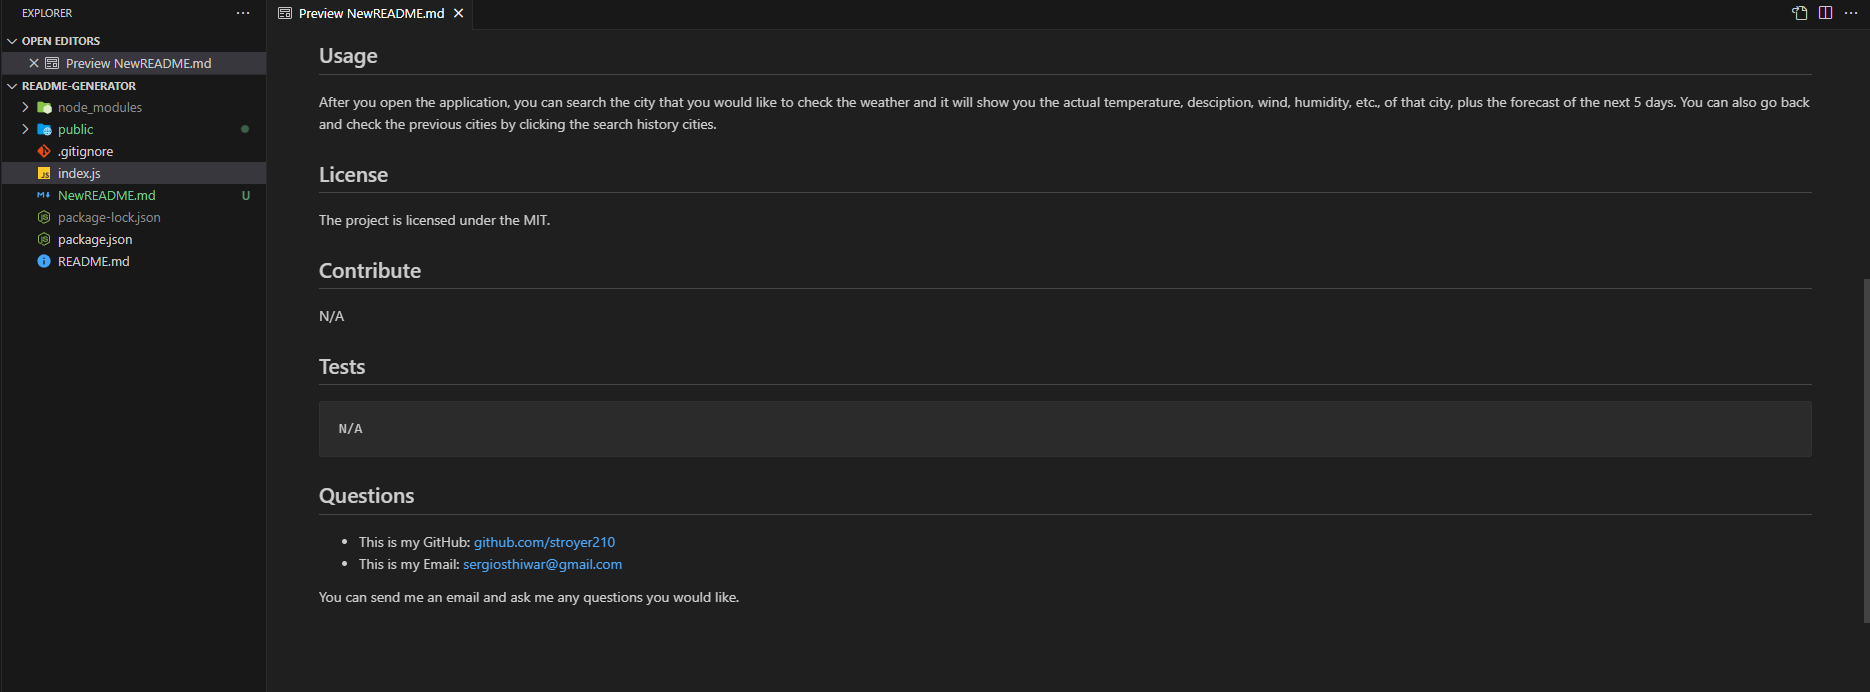 EXPLORER
···
Preview NewREADME.md
···
OPEN EDITORS
Preview NewREADME.md
README-GENERATOR
node_modules
public
.gitignore
JS index.js
M↓ NewREADME.md U
JS package-lock.json
JS package.json
i README.md
Usage
After you open the application, you can search the city that you would like to check the weather and it will show you the actual temperature, desciption, wind, humidity, etc., of that city, plus the forecast of the next 5 days. You can also go back
and check the previous cities by clicking the search history cities.
License
The project is licensed under the MIT.
Contribute
N/A
Tests
N/A
Questions
• This is my GitHub: github.com/stroyer210
• This is my Email: sergiosthiwar@gmail.com
You can send me an email and ask me any questions you would like.